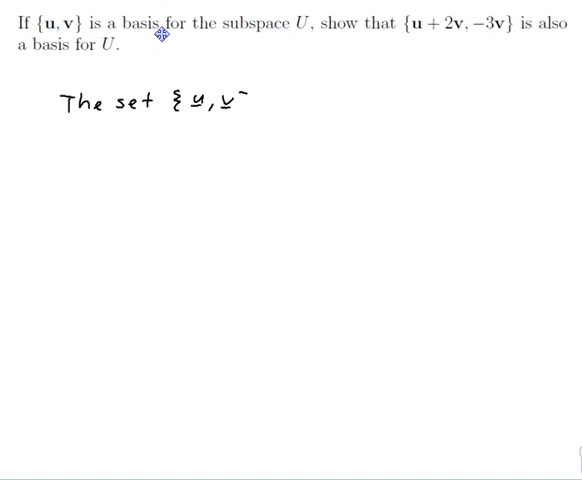 If {u, v} is a basis for the subspace U, show that {u + 2v, −3v} is also
a basis for U.
The set { u, v